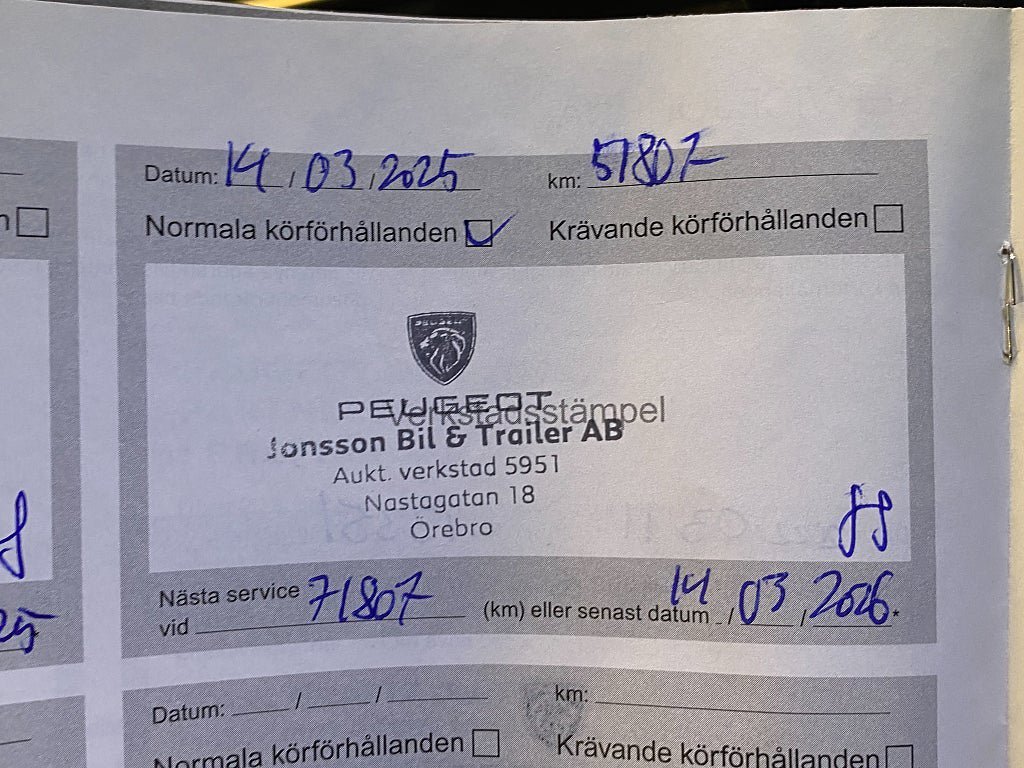 Datum: 14 / 03 / 2025 km: 51807
Normala körförhållanden Krävande körförhållanden
PEUGEOT
Verkstadsstämpel
Jonsson Bil & Trailer AB
Aukt. verkstad 5951
Nastagatan 18
Örebro
Nästa service
vid 71807 (km) eller senast datum 14 / 03 / 2026*
Datum: / / km:
Normala körförhållanden Krävande körförhållanden